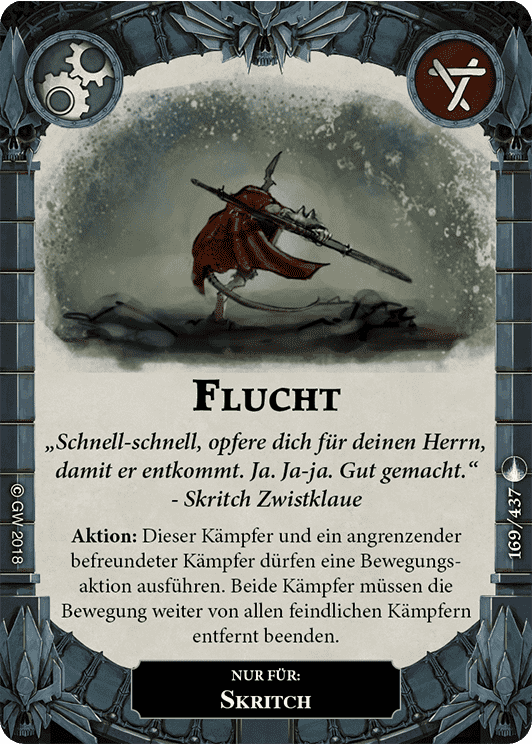 Flucht
„Schnell-schnell, opfere dich für deinen Herrn,
damit er entkommt. Ja. Ja-ja. Gut gemacht.“
- Skritch Zwistklaue
Aktion: Dieser Kämpfer und ein angrenzender
befreundeter Kämpfer dürfen eine Bewegungs-
aktion ausführen. Beide Kämpfer müssen die
Bewegung weiter von allen feindlichen Kämpfern
entfernt beenden.
© GW 2018
169/437
NUR FÜR:
Skritch